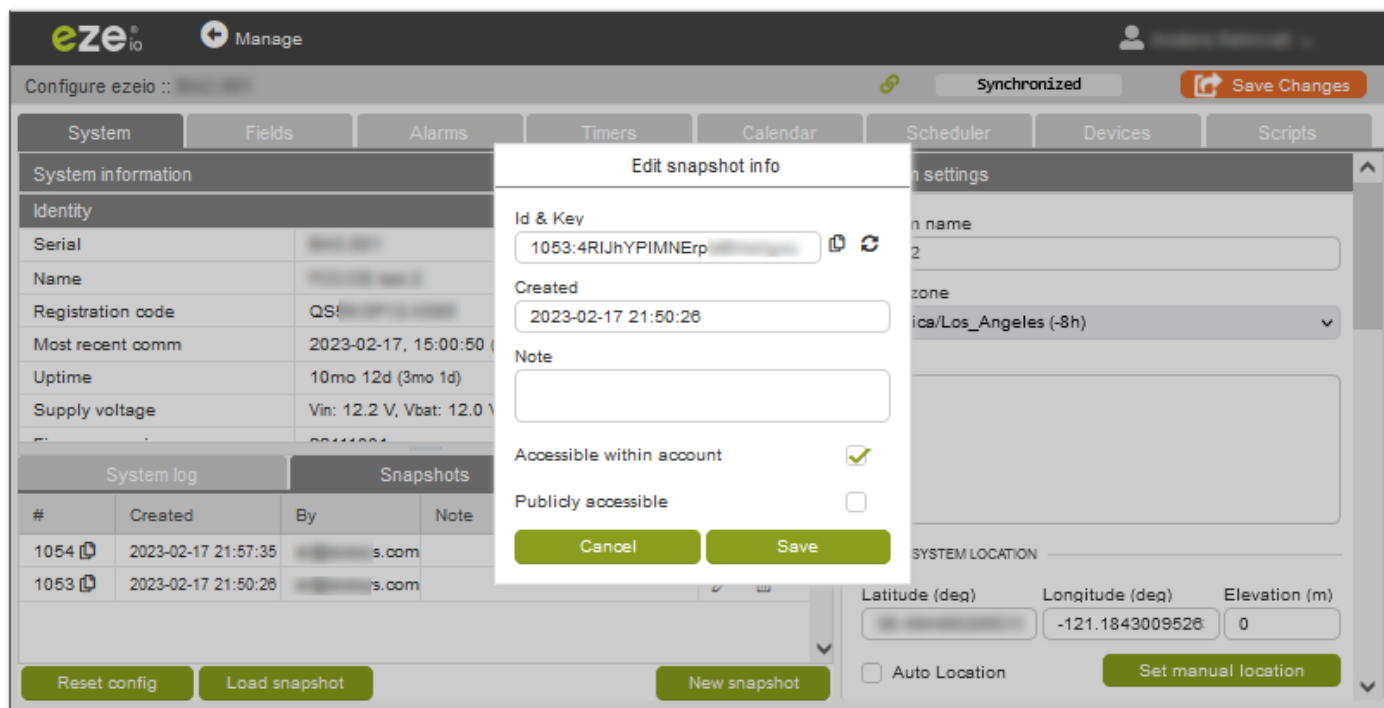 eze io Manage
Configure ezeio :: Synchronized Save Changes
System Fields Alarms Timers Calendar Scheduler Devices Scripts
System information
Identity
Serial
Name
Registration code QS
Most recent comm 2023-02-17, 15:00:50
Uptime 10mo 12d (3mo 1d)
Supply voltage Vin: 12.2 V, Vbat: 12.0
System log Snapshots
# Created By Note
1054 2023-02-17 21:57:35 s.com
1053 2023-02-17 21:50:26 s.com
Reset config Load snapshot New snapshot
Edit snapshot info
Id & Key
1053:4RIJhYPIMNErp
Created
2023-02-17 21:50:26
Note
Accessible within account
Publicly accessible
Cancel Save
settings
name
2
zone
ica/Los_Angeles (-8h)
SYSTEM LOCATION
Latitude (deg) Longitude (deg) Elevation (m)
-121.1843009526 0
Auto Location Set manual location